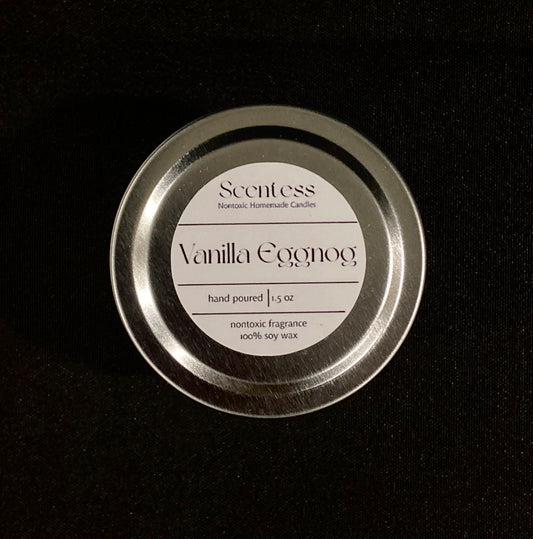 Scentess
Nontoxic Homemade Candles
Vanilla Eggnog
hand poured | 1.5 oz
nontoxic fragrance
100% soy wax